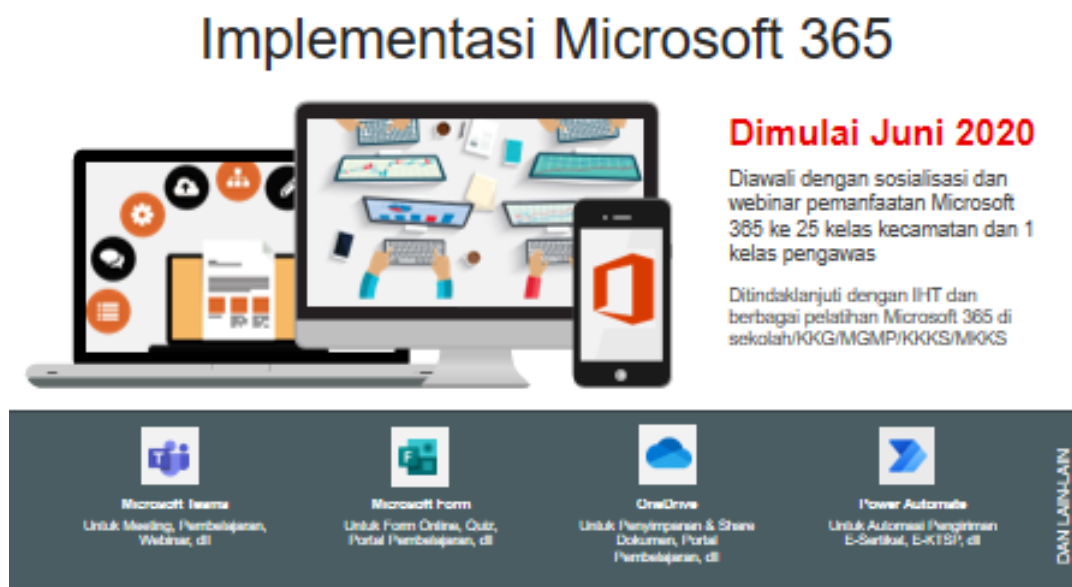 Implementasi Microsoft 365
Dimulai Juni 2020
Diawali dengan sosialisasi dan
webinar pemanfaatan Microsoft
365 ke 25 kelas kecamatan dan 1
kelas pengawas
Ditindaklanjuti dengan IHT dan
berbagai pelatihan Microsoft 365 di
sekolah/KKG/MGMP/KKKS/MKKS
Microsoft Teams
Untuk Meeting, Pembelajaran,
Webinar, dll
Microsoft Form
Untuk Form Online, Quiz,
Portal Pembelajaran, dll
OneDrive
Untuk Penyimpanan & Share
Dokumen, Portal
Pembelajaran, dll
Power Automate
Untuk Automasi Pengiriman
E-Sertikat, E-KTSP, dll
DAN LAIN-LAIN